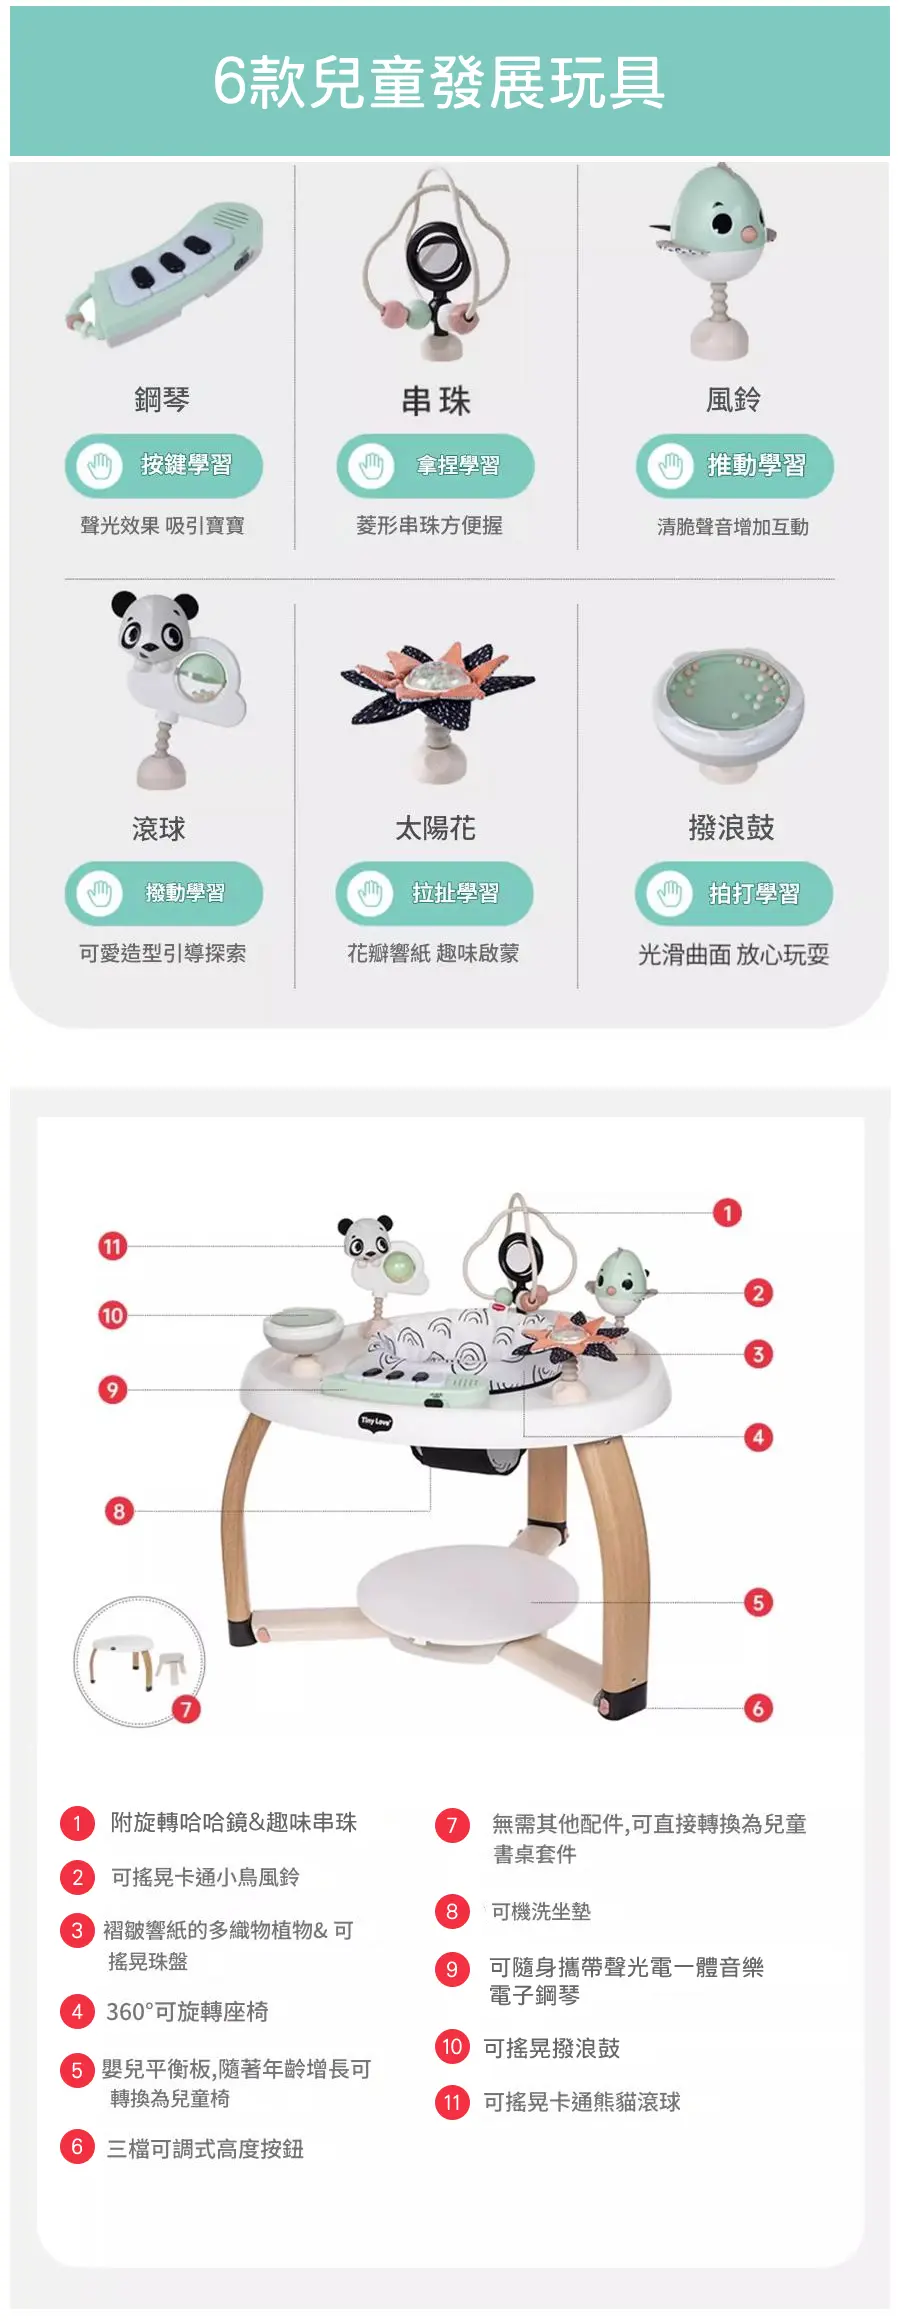 6款兒童發展玩具
鋼琴
串珠
風鈴
按鍵學習
拿捏學習
推動學習
聲光效果 吸引寶寶
菱形串珠方便握
清脆聲音增加互動
滾球
太陽花
撥浪鼓
撥動學習
拉扯學習
拍打學習
可愛造型引導探索
花瓣響紙 趣味啟蒙
光滑曲面 放心玩耍
1
11
2
10
3
9
Tiny Love
4
8
5
7
6
1 附旋轉哈哈鏡&趣味串珠
2 可搖晃卡通小鳥風鈴
3 褶皺響紙的多織物植物& 可
搖晃珠盤
4 360°可旋轉座椅
5 嬰兒平衡板,隨著年齡增長可
轉換為兒童椅
6 三檔可調式高度按鈕
7 無需其他配件,可直接轉換為兒童
書桌套件
8 可機洗坐墊
9 可隨身攜帶聲光電一體音樂
電子鋼琴
10 可搖晃撥浪鼓
11 可搖晃卡通熊貓滾球